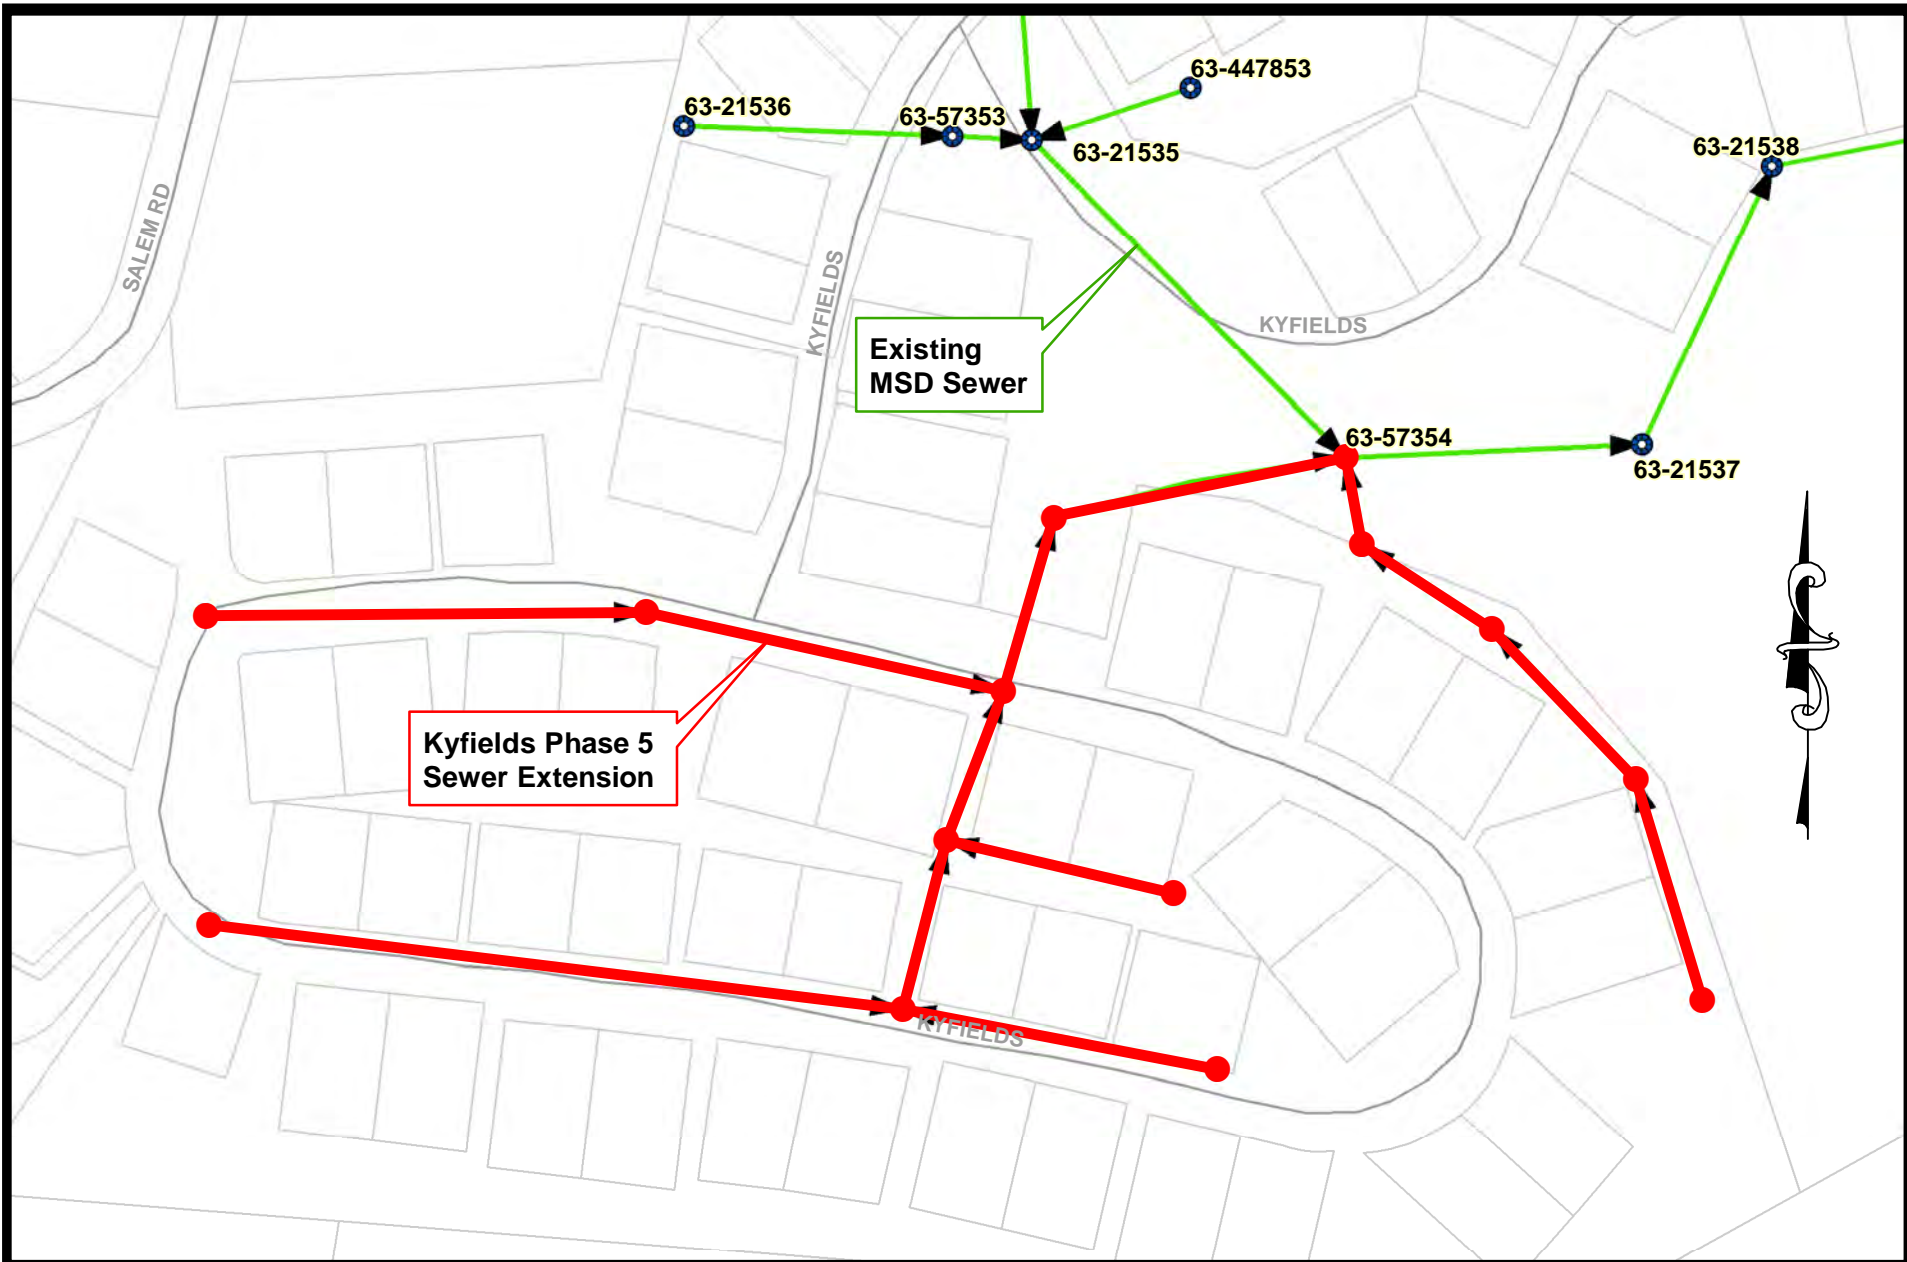 63-447853
63-21536
63-57353
63-21535
63-21538
SALEM RD
KYFIELDS
KYFIELDS
Existing
MSD Sewer
63-57354
63-21537
Kyfields Phase 5
Sewer Extension
KYFIELDS